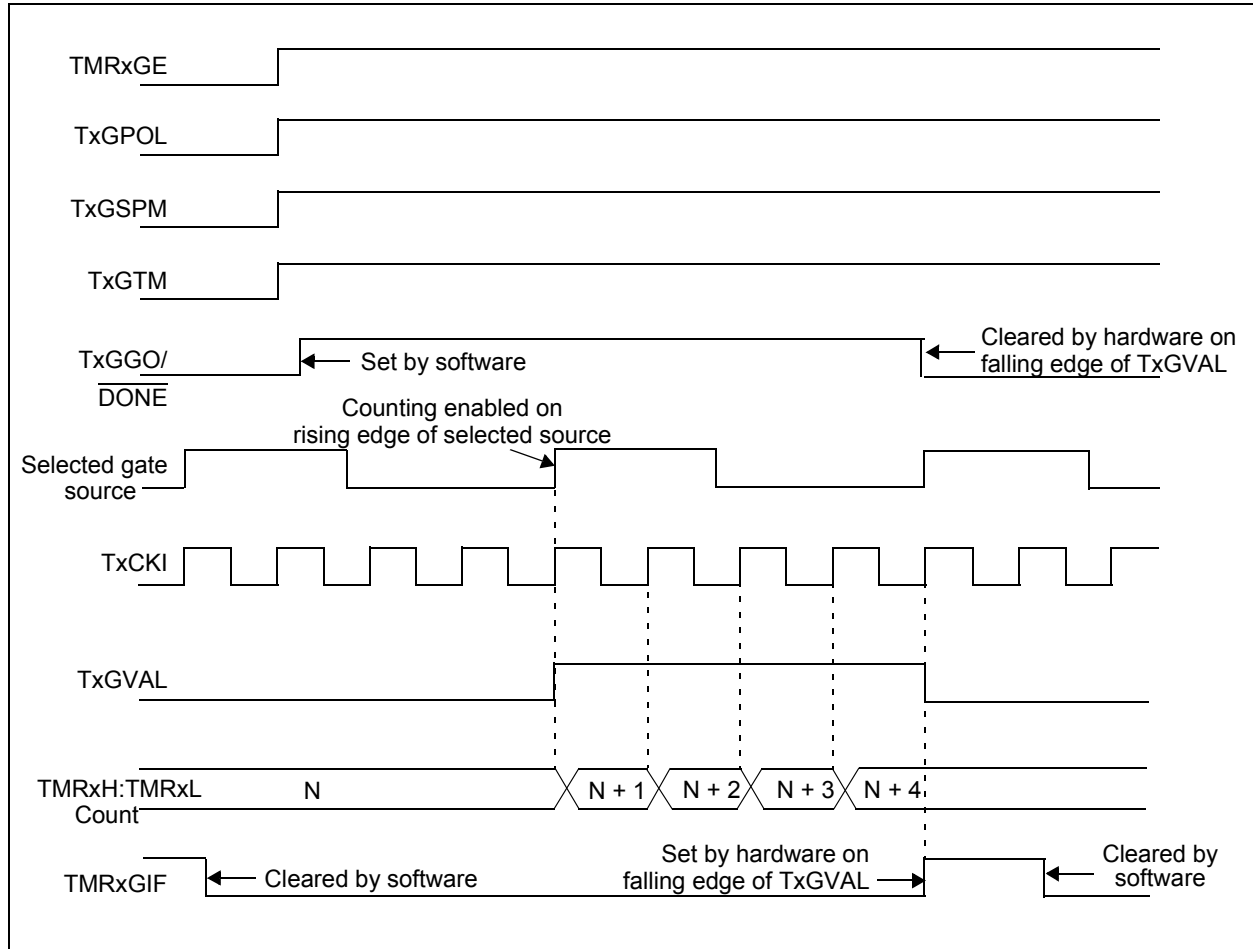 TMRxGE
TxGPOL
TxGSPM
TxGTM
TxGGO/
DONE
Set by software
Cleared by hardware on
falling edge of TxGVAL
Counting enabled on
rising edge of selected source
Selected gate
source
TxCKI
TxGVAL
TMRxH:TMRxL
Count
N
N + 1
N + 2
N + 3
N + 4
TMRxGIF
Cleared by software
Set by hardware on
falling edge of TxGVAL
Cleared by
software